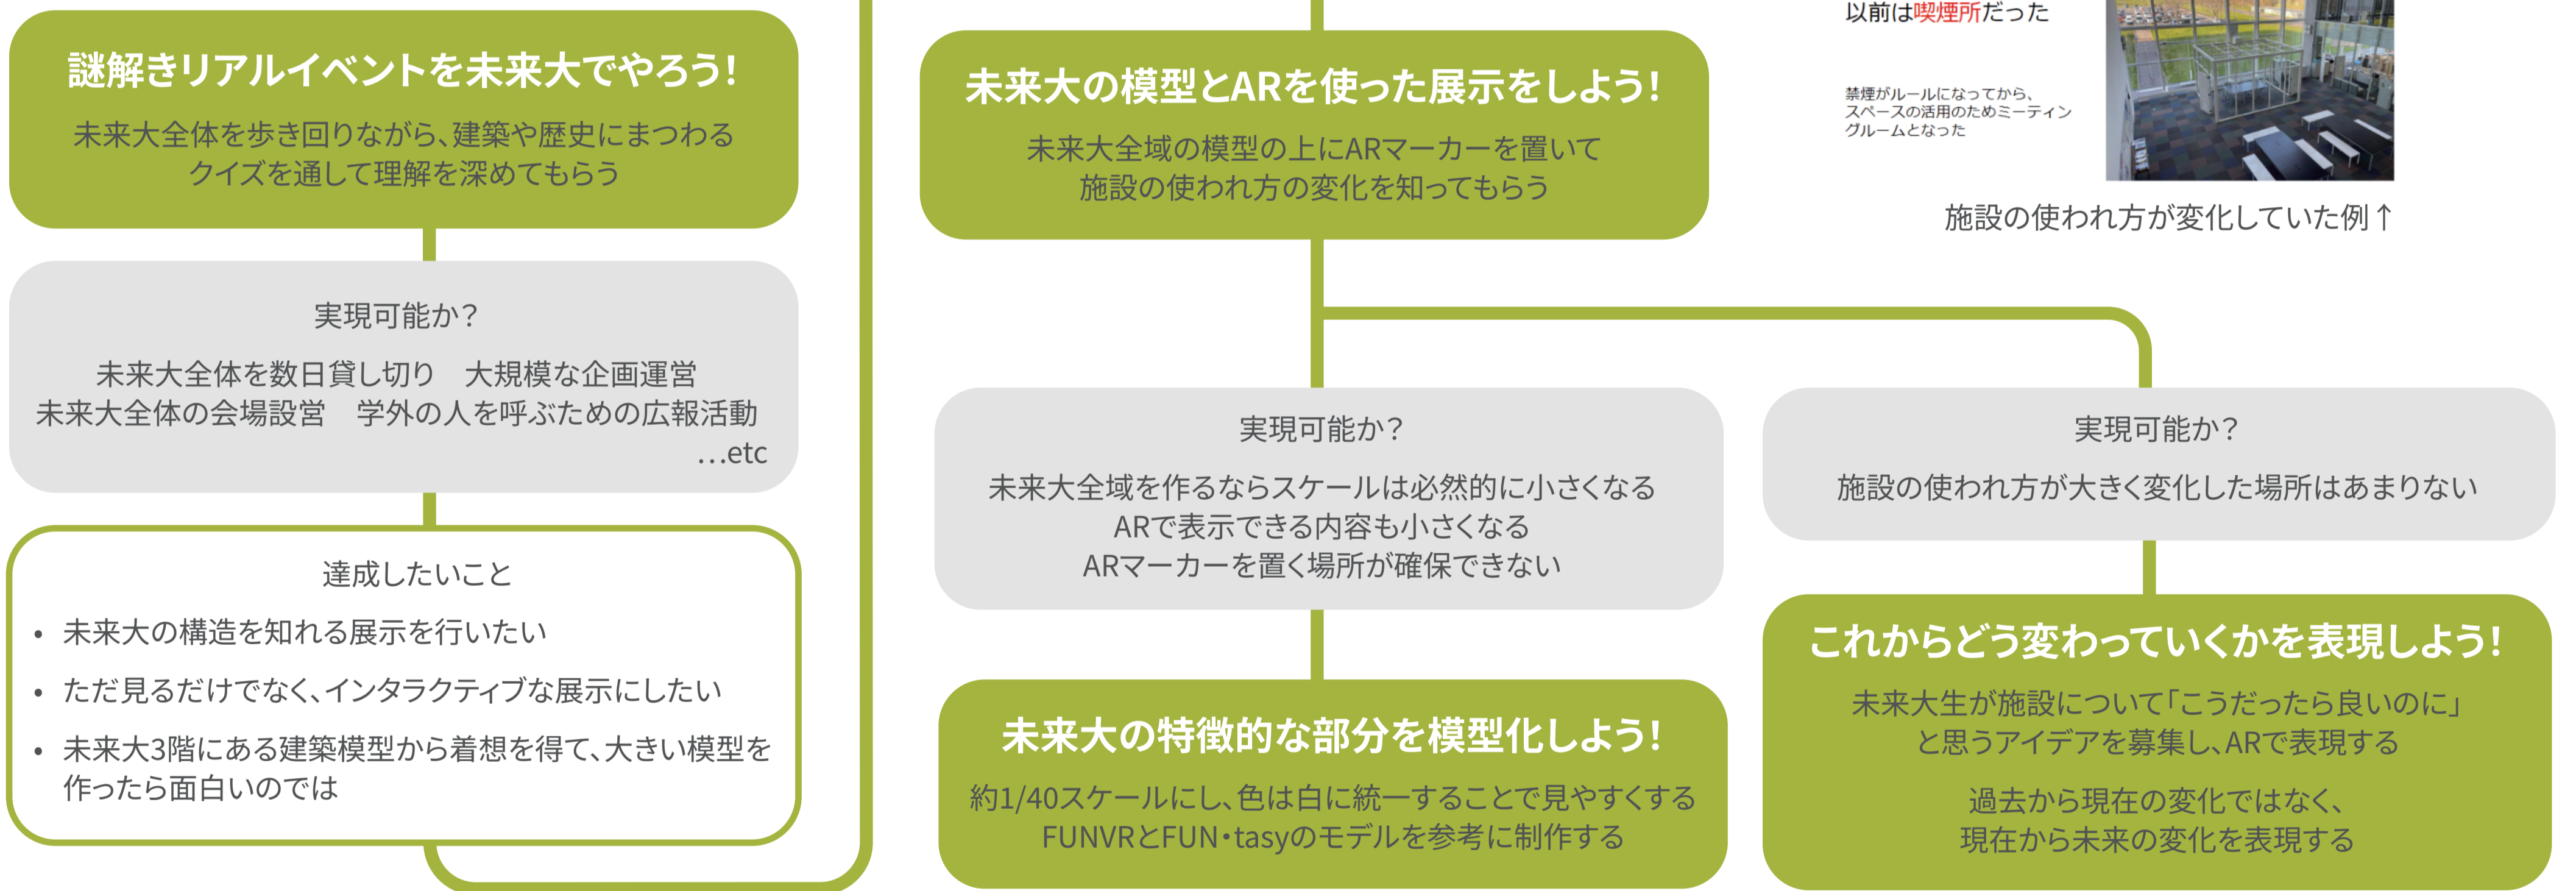 謎解きリアルイベントを未来大でやろう！
未来大全体を歩き回りながら、建築や歴史にまつわる
クイズを通して理解を深めてもらう
実現可能か？
未来大全体を数日貸し切り　大規模な企画運営
未来大全体の会場設営　学外の人を呼ぶための広報活動
…etc
達成したいこと
• 未来大の構造を知れる展示を行いたい
• ただ見るだけでなく、インタラクティブな展示にしたい
• 未来大3階にある建築模型から着想を得て、大きい模型を
作ったら面白いのでは
未来大の模型とARを使った展示をしよう！
未来大全域の模型の上にARマーカーを置いて
施設の使われ方の変化を知ってもらう
以前は喫煙所だった
禁煙がルールになってから、
スペースの活用のためミーティン
グルームとなった
施設の使われ方が変化していた例↑
実現可能か？
未来大全域を作るならスケールは必然的に小さくなる
ARで表示できる内容も小さくなる
ARマーカーを置く場所が確保できない
未来大の特徴的な部分を模型化しよう！
約1/40スケールにし、色は白に統一することで見やすくする
FUNVRとFUN・tasyのモデルを参考に制作する
実現可能か？
施設の使われ方が大きく変化した場所はあまりない
これからどう変わっていくかを表現しよう！
未来大生が施設について「こうだったら良いのに」
と思うアイデアを募集し、ARで表現する
過去から現在の変化ではなく、
現在から未来の変化を表現する